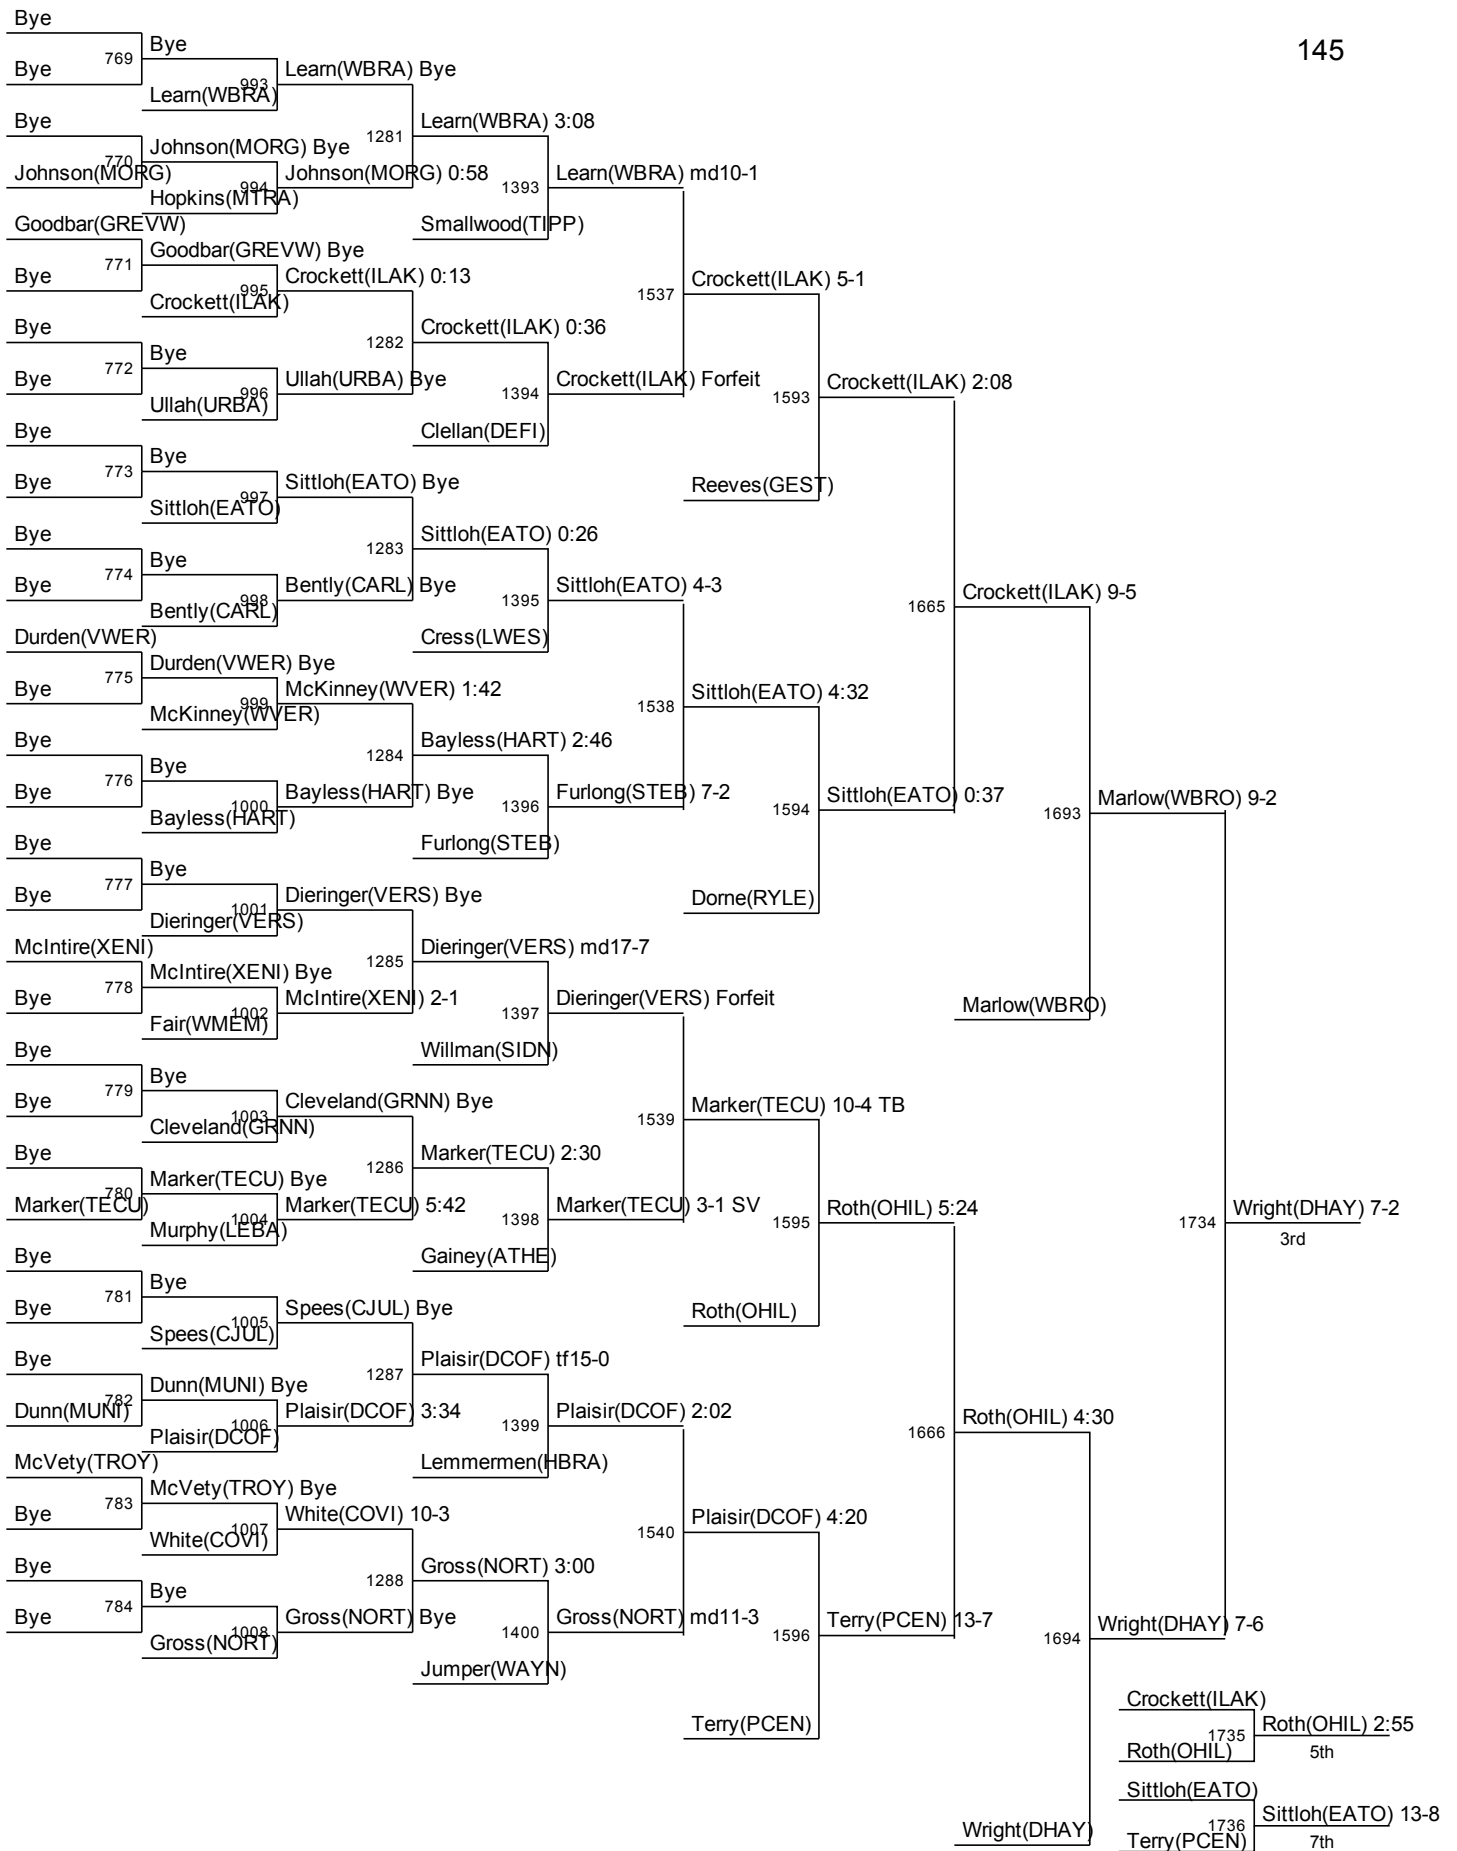 145
Bye
769
Bye
Bye
993
Learn(WBRA)
Learn(WBRA) Bye
Bye
770
Johnson(MORG)
Johnson(MORG) Bye
994
Hopkins(MTRA)
Johnson(MORG) 0:58
1281
Learn(WBRA) 3:08
1393
Smallwood(TIPP)
Learn(WBRA) md10-1
Goodbar(GREVW)
771
Bye
Goodbar(GREVW) Bye
995
Crockett(ILAK)
Crockett(ILAK) 0:13
Bye
772
Bye
Bye
996
Ullah(URBA)
Ullah(URBA) Bye
1282
Crockett(ILAK) 0:36
1394
Clellan(DEFI)
Crockett(ILAK) Forfeit
1537
Crockett(ILAK) 5-1
1593
Reeves(GEST)
Crockett(ILAK) 2:08
Bye
773
Bye
Bye
997
Sittloh(EATO)
Sittloh(EATO) Bye
Bye
774
Bye
Bye
998
Bently(CARL)
Bently(CARL) Bye
1283
Sittloh(EATO) 0:26
1395
Cress(LWES)
Sittloh(EATO) 4-3
Durden(VWER)
775
Bye
Durden(VWER) Bye
999
McKinney(WVER)
McKinney(WVER) 1:42
Bye
776
Bye
Bye
1000
Bayless(HART)
Bayless(HART) Bye
1284
Bayless(HART) 2:46
1396
Furlong(STEB)
Furlong(STEB) 7-2
1538
Sittloh(EATO) 4:32
1594
Dorne(RYLE)
Sittloh(EATO) 0:37
1665
Crockett(ILAK) 9-5
1693
Marlow(WBRO)
Marlow(WBRO) 9-2
Bye
777
Bye
Bye
1001
Dieringer(VERS)
Dieringer(VERS) Bye
McIntire(XENI)
778
Bye
McIntire(XENI) Bye
1002
Fair(WMEM)
McIntire(XENI) 2-1
1285
Dieringer(VERS) md17-7
1397
Willman(SIDN)
Dieringer(VERS) Forfeit
Bye
779
Bye
Bye
1003
Cleveland(GRNN)
Cleveland(GRNN) Bye
Bye
780
Marker(TECU)
Marker(TECU) Bye
1004
Murphy(LEBA)
Marker(TECU) 5:42
1286
Marker(TECU) 2:30
1398
Gainey(ATHE)
Marker(TECU) 3-1 SV
1539
Marker(TECU) 10-4 TB
1595
Roth(OHIL)
Roth(OHIL) 5:24
Bye
781
Bye
Bye
1005
Spees(CJUL)
Spees(CJUL) Bye
Bye
782
Dunn(MUNI)
Dunn(MUNI) Bye
1006
Plaisir(DCOF)
Plaisir(DCOF) 3:34
1287
Plaisir(DCOF) tf15-0
1399
Lemmermen(HBRA)
Plaisir(DCOF) 2:02
McVety(TROY)
783
Bye
McVety(TROY) Bye
1007
White(COVI)
White(COVI) 10-3
Bye
784
Bye
Bye
1008
Gross(NORT)
Gross(NORT) Bye
1288
Gross(NORT) 3:00
1400
Jumper(WAYN)
Gross(NORT) md11-3
1540
Plaisir(DCOF) 4:20
1596
Terry(PCEN)
Terry(PCEN) 13-7
1666
Roth(OHIL) 4:30
1694
Wright(DHAY)
Wright(DHAY) 7-6
1734
Wright(DHAY) 7-2
3rd
Crockett(ILAK)
1735
Roth(OHIL)
Roth(OHIL) 2:55
5th
Sittloh(EATO)
1736
Terry(PCEN)
Sittloh(EATO) 13-8
7th